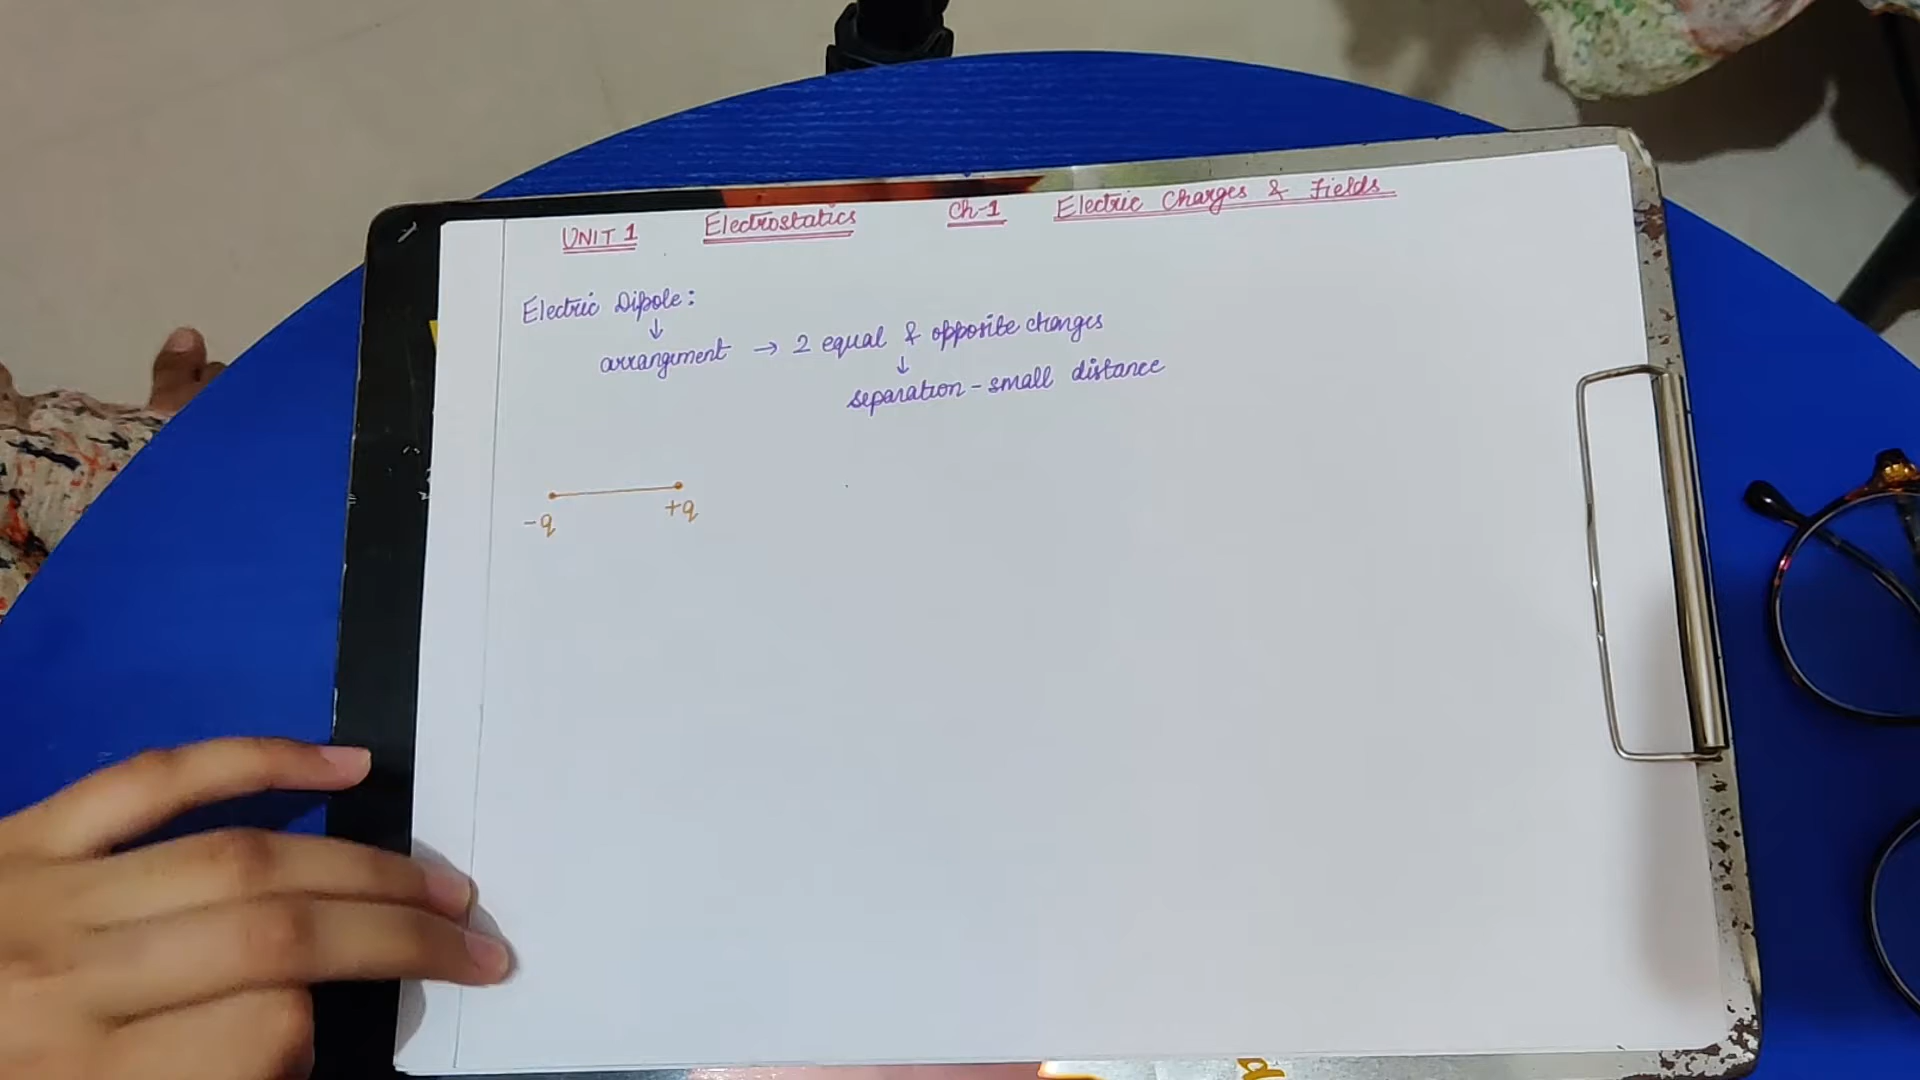 UNIT 1 Electrostatics Ch-1 Electric Charges & Fields
Electric Dipole:
↓
arrangement → 2 equal & opposite charges
↓
separation - small distance
-q +q